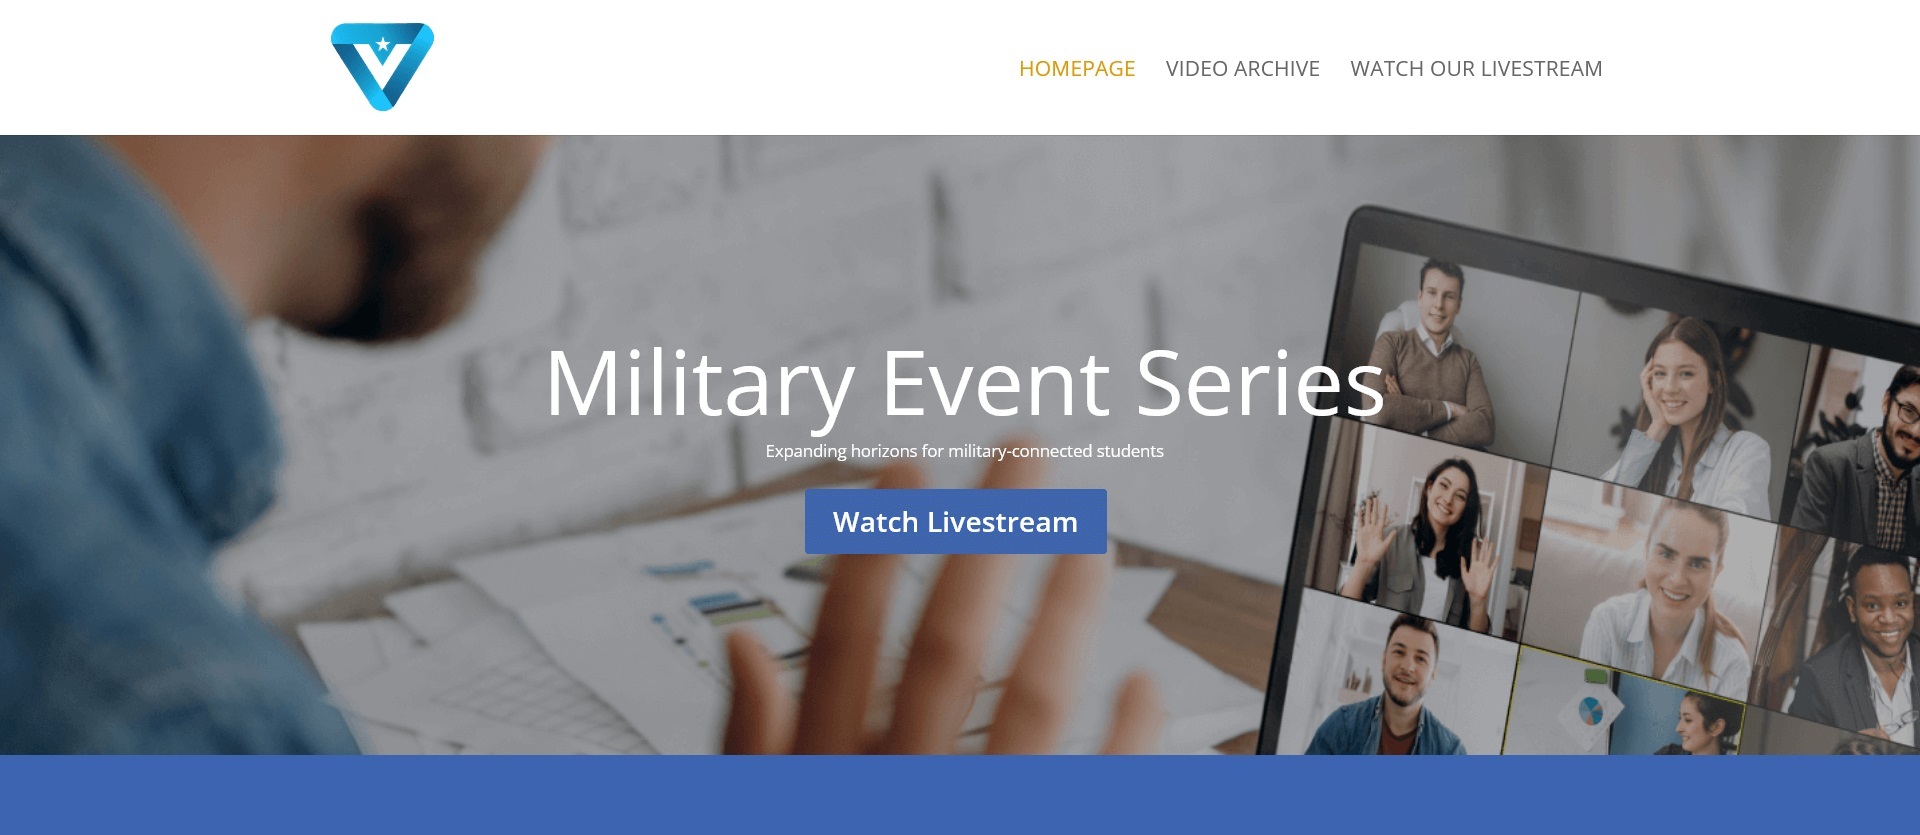 HOMEPAGE VIDEO ARCHIVE WATCH OUR LIVESTREAM
Military Event Series
Expanding horizons for military-connected students
Watch Livestream